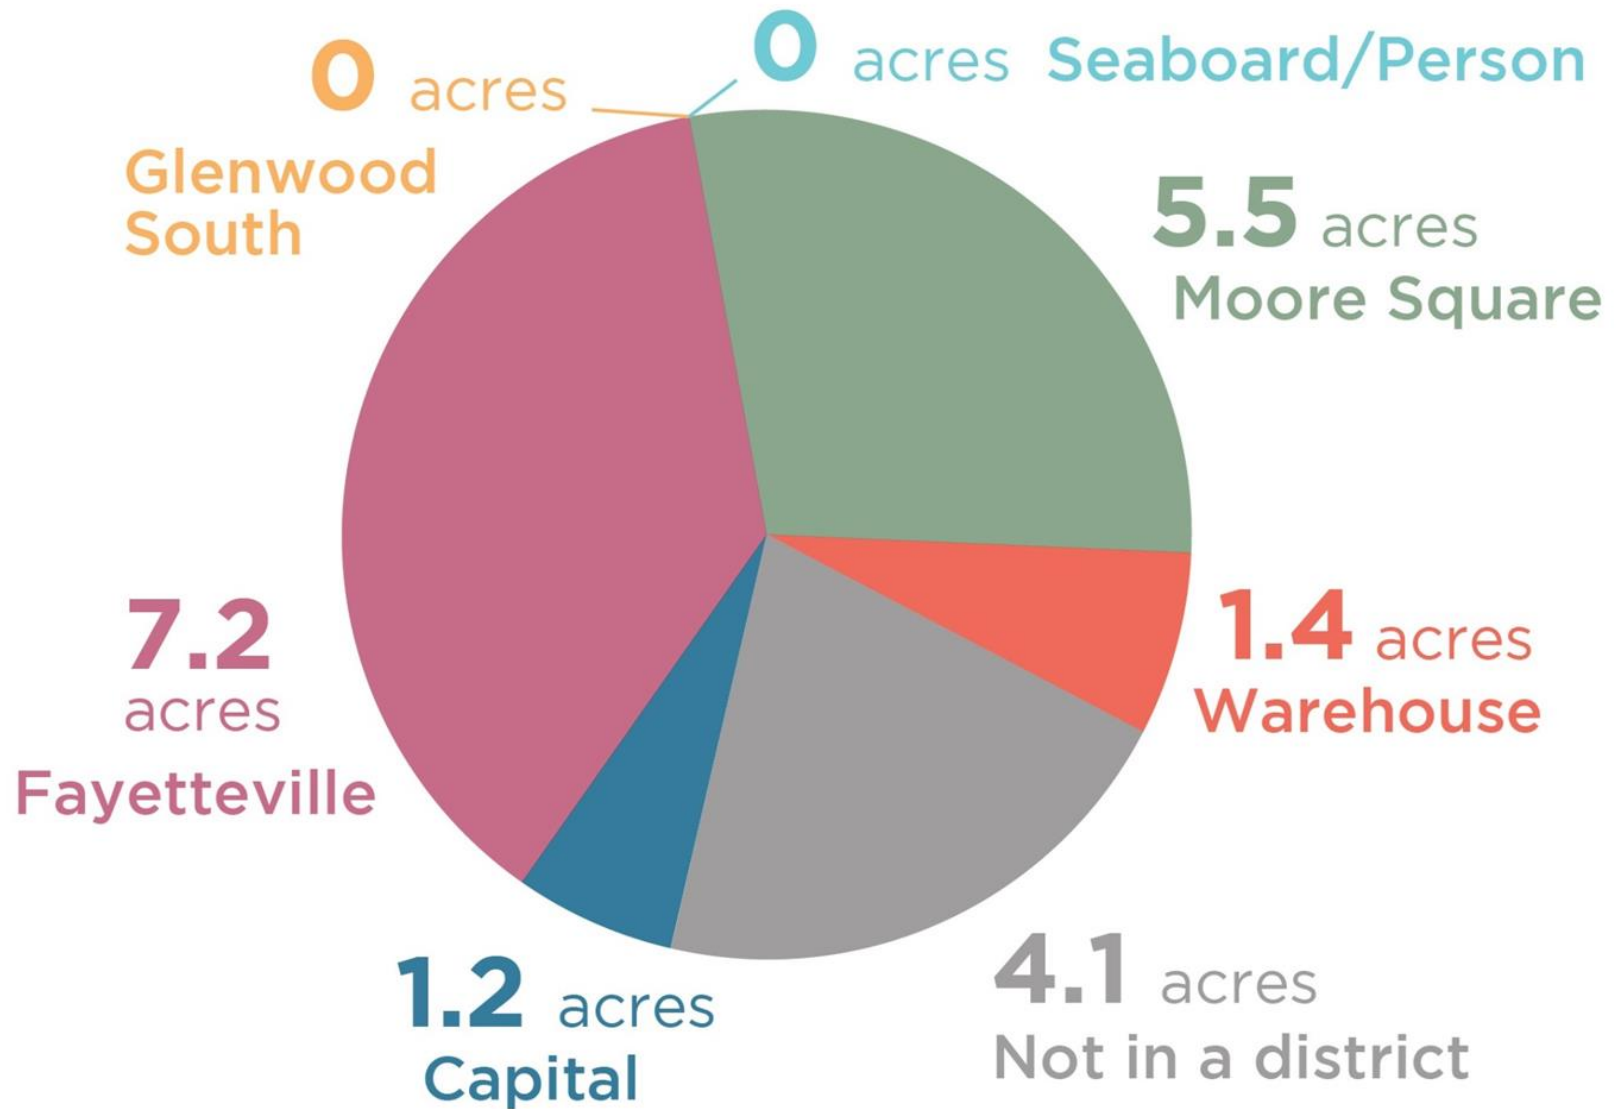 0 acres
Glenwood
South
0 acres Seaboard/Person
5.5 acres
Moore Square
1.4 acres
Warehouse
4.1 acres
Not in a district
1.2 acres
Capital
7.2
acres
Fayetteville